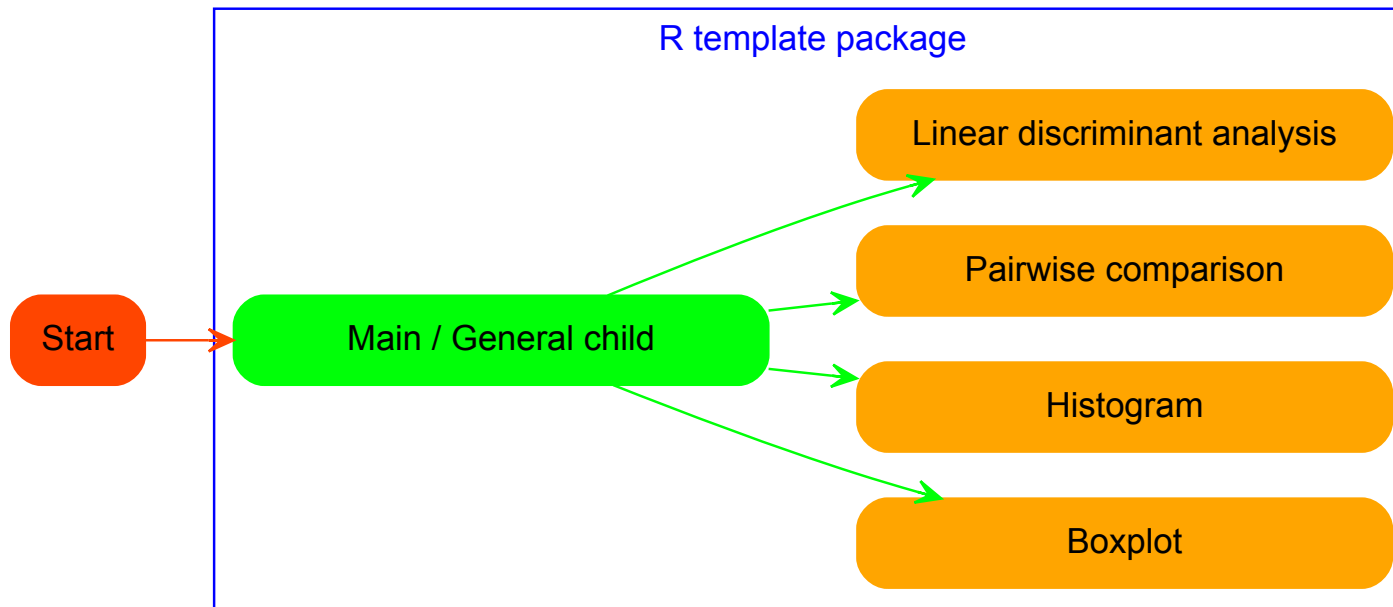 R template package
Linear discriminant analysis
Pairwise comparison
Start
Main / General child
Histogram
Boxplot